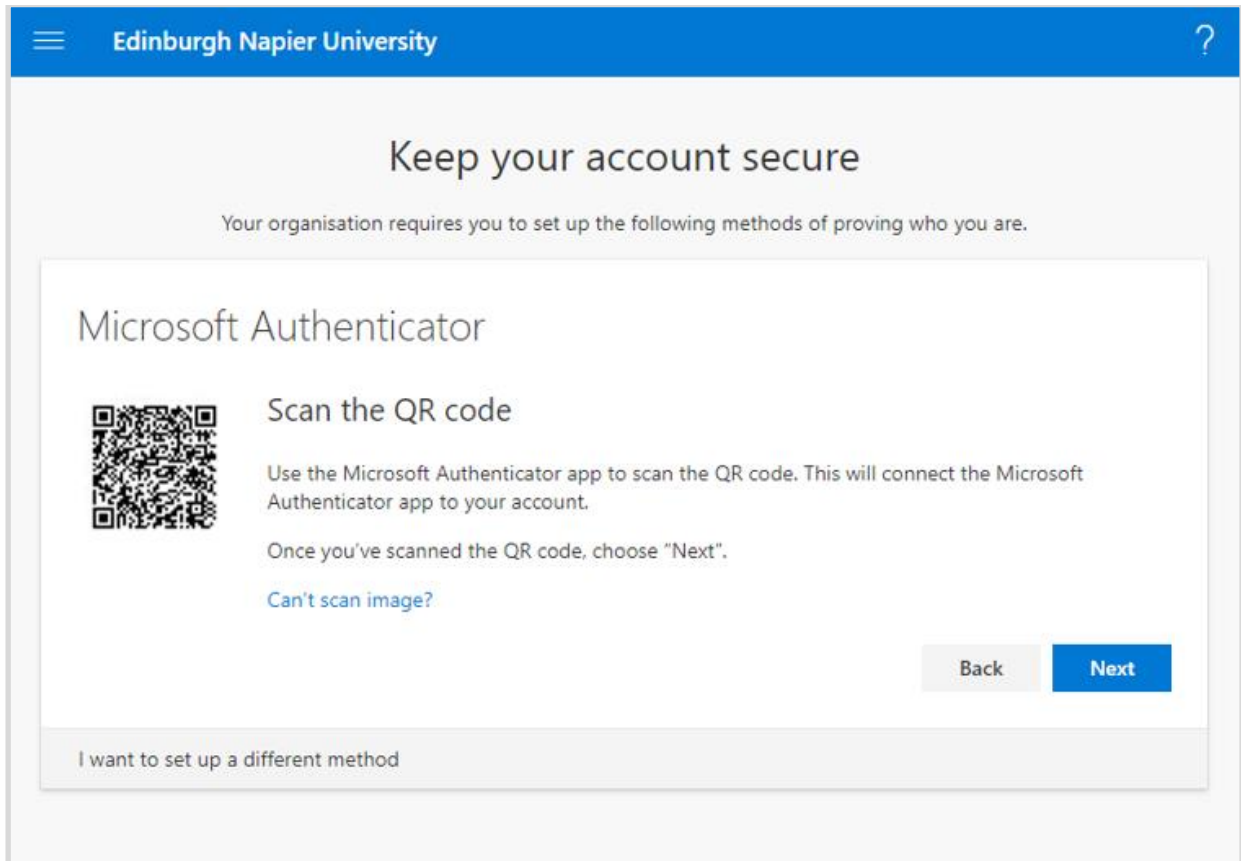 Edinburgh Napier University
?
Keep your account secure
Your organisation requires you to set up the following methods of proving who you are.
Microsoft Authenticator
Scan the QR code
Use the Microsoft Authenticator app to scan the QR code. This will connect the Microsoft
Authenticator app to your account.
Once you've scanned the QR code, choose "Next".
Can't scan image?
Back
Next
I want to set up a different method